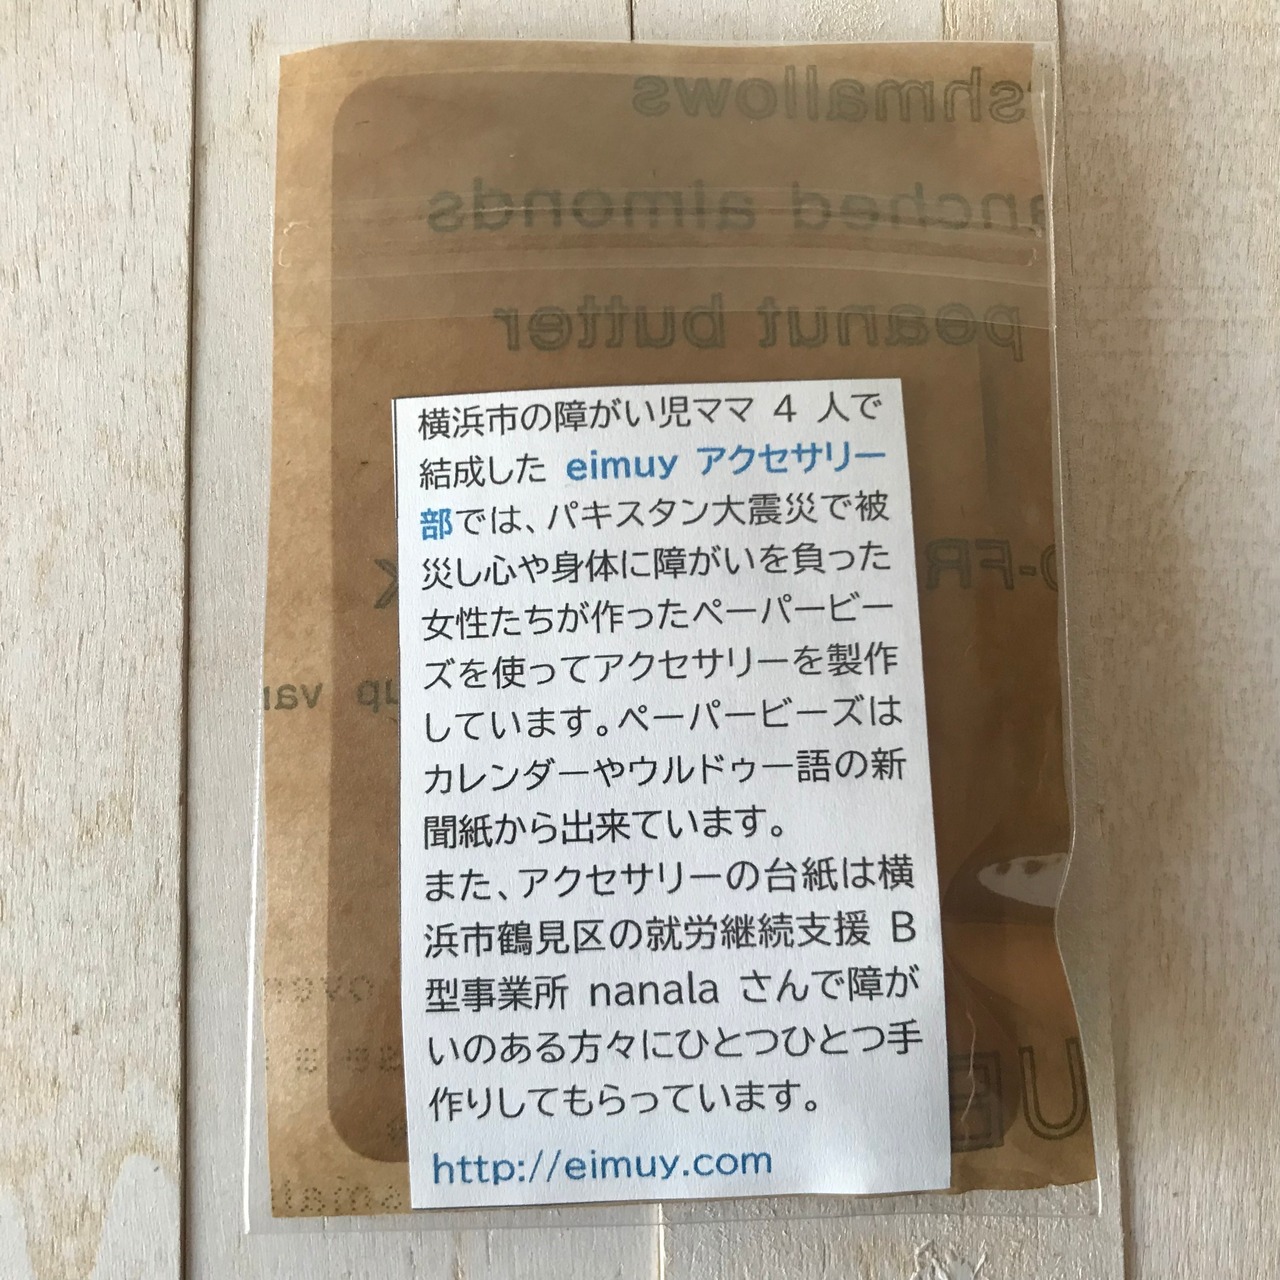 shmallows
anched almonds
peanut butter
横浜市の障がい児ママ 4 人で
結成した eimuy アクセサリー
部では、パキスタン大震災で被
災し心や身体に障がいを負った
女性たちが作ったペーパービー
ズを使ってアクセサリーを製作
しています。ペーパービーズは
カレンダーやウルドゥー語の新
聞紙から出来ています。
また、アクセサリーの台紙は横
浜市鶴見区の就労継続支援 B
型事業所 nanala さんで障が
いのある方々にひとつひとつ手
作りしてもらっています。
http://eimuy.com